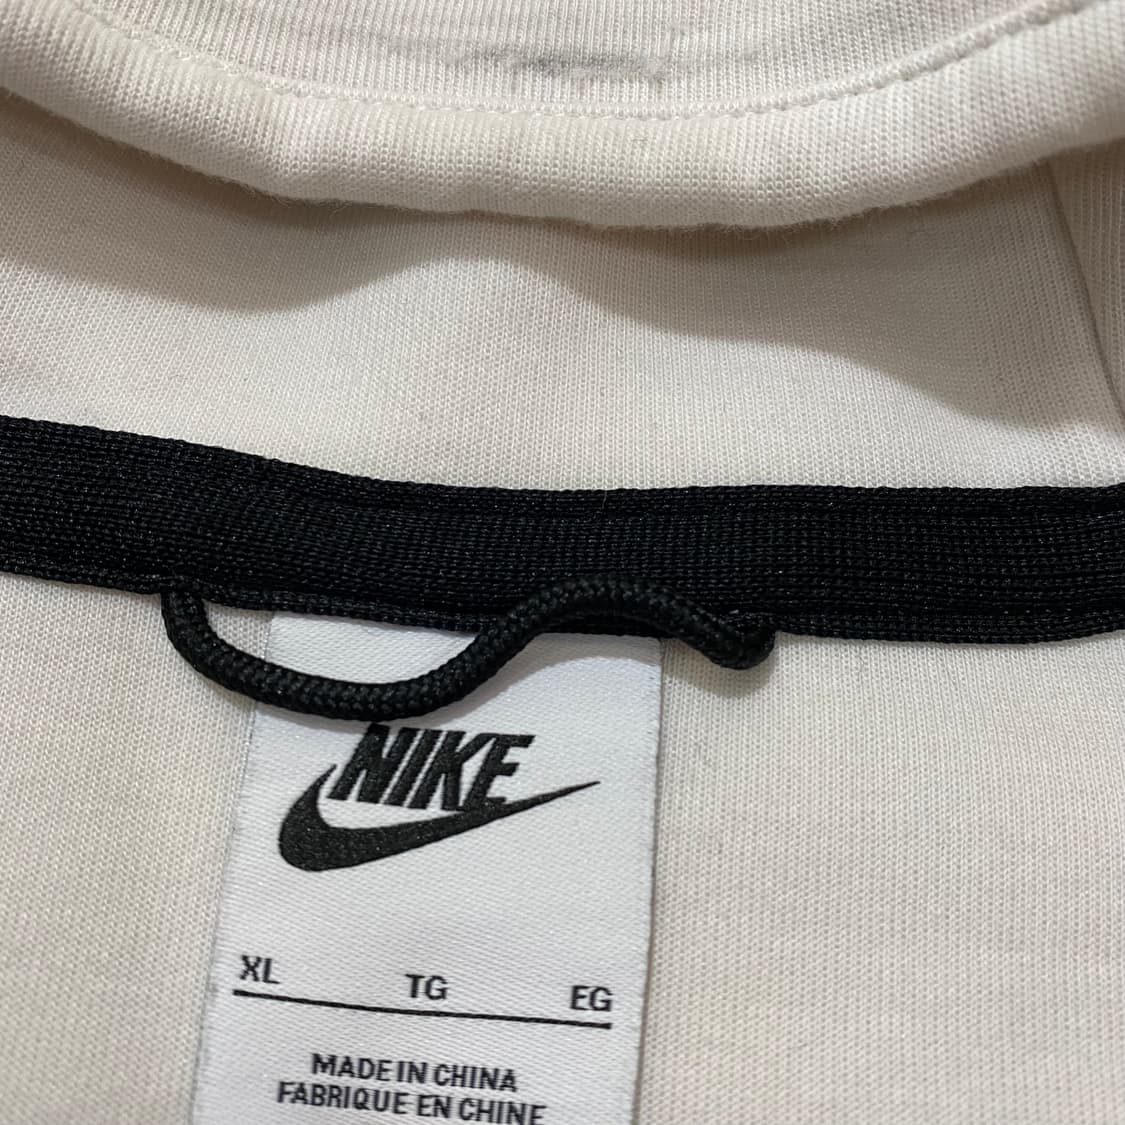 NIKE
XL TG EG
MADE IN CHINA
FABRIQUE EN CHINE